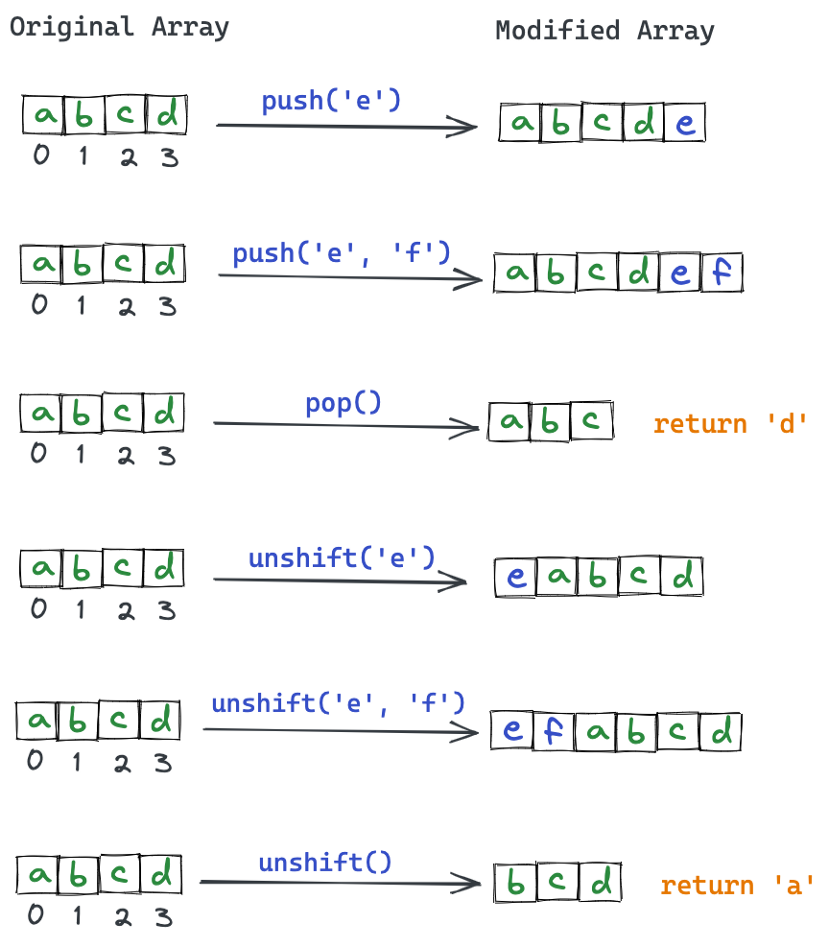 Original Array
Modified Array
push('e')
a b c d
a b c d e
0 1 2 3
push('e', 'f')
a b c d
a b c d e f
0 1 2 3
pop()
a b c d
a b c
return 'd'
0 1 2 3
unshift('e')
a b c d
e a b c d
0 1 2 3
unshift('e', 'f')
a b c d
e f a b c d
0 1 2 3
unshift()
a b c d
b c d
return 'a'
0 1 2 3